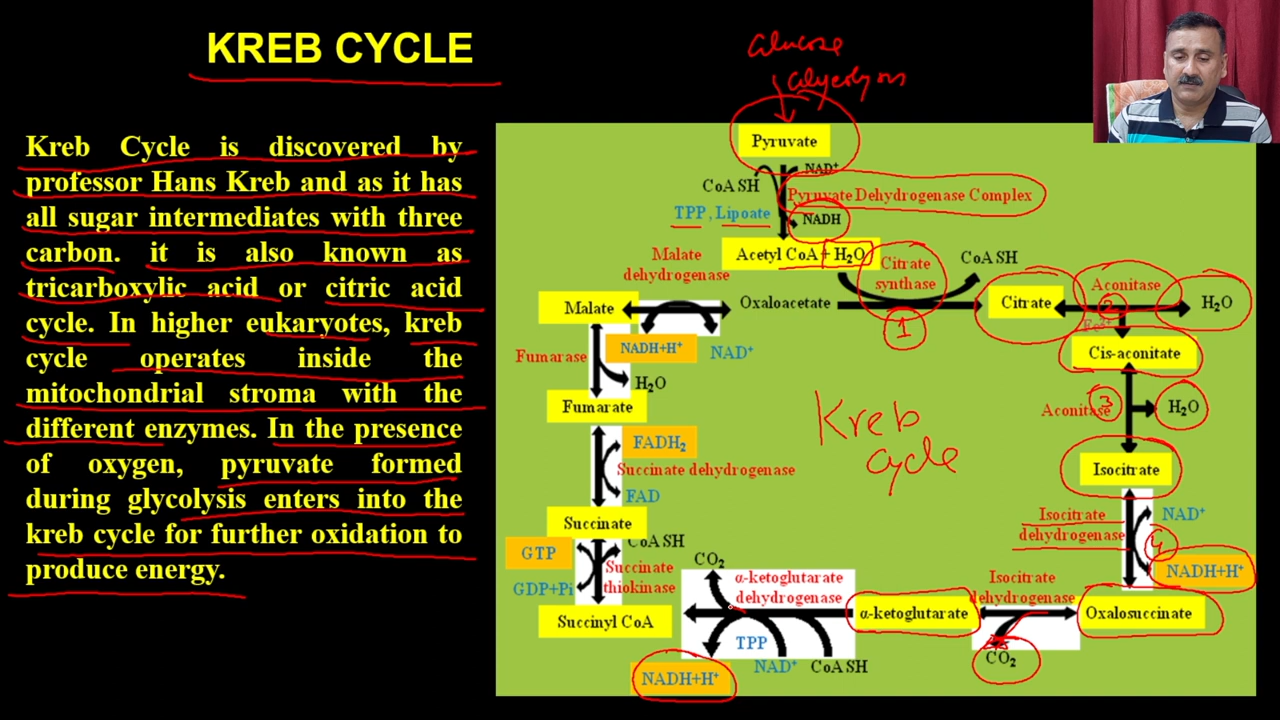 KREB CYCLE
Kreb Cycle is discovered by
professor Hans Kreb and as it has
all sugar intermediates with three
carbon. it is also known as
tricarboxylic acid or citric acid
cycle. In higher eukaryotes, kreb
cycle operates inside the
mitochondrial stroma with the
different enzymes. In the presence
of oxygen, pyruvate formed
during glycolysis enters into the
kreb cycle for further oxidation to
produce energy.
Glucose
Glycolysis
Pyruvate
NAD⁺
CoA SH
Pyruvate Dehydrogenase Complex
TPP, Lipoate
NADH
Acetyl CoA + H₂O
Malate
dehydrogenase
Citrate
synthase
CoA SH
Malate
Oxaloacetate
1
Citrate
Aconitase
2
H₂O
Fe²⁺
NADH+H⁺
NAD⁺
Fumarase
H₂O
Cis-aconitate
Fumarate
Kreb
cycle
Aconitase
3
H₂O
FADH₂
Succinate dehydrogenase
FAD
Isocitrate
Succinate
Isocitrate
dehydrogenase
NAD⁺
4
NADH+H⁺
GTP
CoA SH
Succinate
thiokinase
GDP+Pi
CO₂
α-ketoglutarate
dehydrogenase
Isocitrate
dehydrogenase
Succinyl CoA
α-ketoglutarate
Oxalosuccinate
TPP
CO₂
NADH+H⁺
NAD⁺
CoA SH